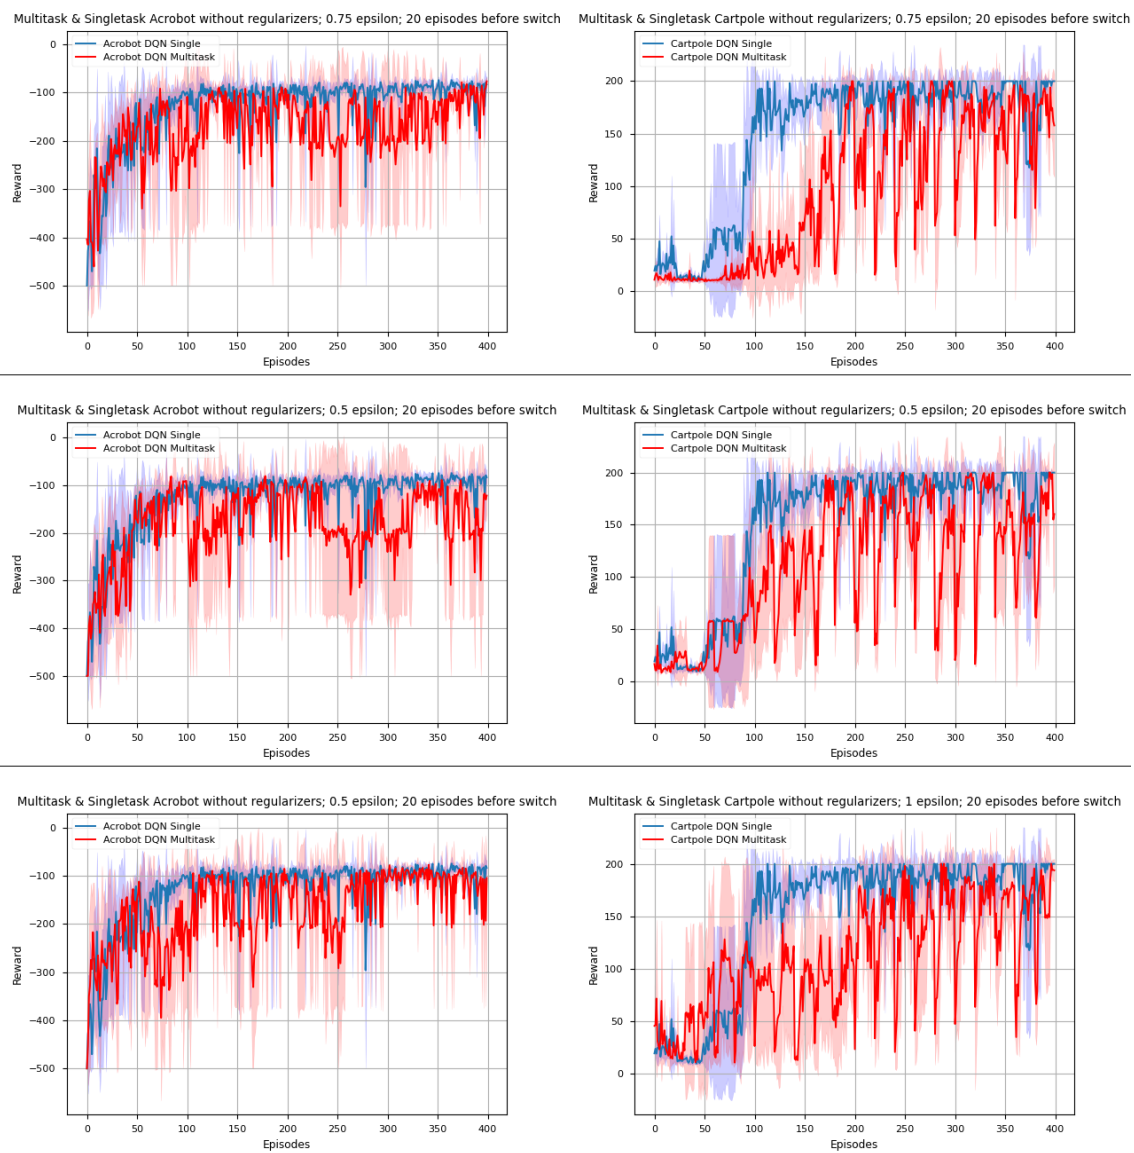 Multitask & Singletask Acrobot without regularizers; 0.75 epsilon; 20 episodes before switch
Acrobot DQN Single
Acrobot DQN Multitask
0
−100
−200
−300
−400
−500
Reward
0 50 100 150 200 250 300 350 400
Episodes
Multitask & Singletask Cartpole without regularizers; 0.75 epsilon; 20 episodes before switch
Cartpole DQN Single
Cartpole DQN Multitask
200
150
100
50
0
Reward
0 50 100 150 200 250 300 350 400
Episodes
Multitask & Singletask Acrobot without regularizers; 0.5 epsilon; 20 episodes before switch
Acrobot DQN Single
Acrobot DQN Multitask
0
−100
−200
−300
−400
−500
Reward
0 50 100 150 200 250 300 350 400
Episodes
Multitask & Singletask Cartpole without regularizers; 0.5 epsilon; 20 episodes before switch
Cartpole DQN Single
Cartpole DQN Multitask
200
150
100
50
0
Reward
0 50 100 150 200 250 300 350 400
Episodes
Multitask & Singletask Acrobot without regularizers; 0.5 epsilon; 20 episodes before switch
Acrobot DQN Single
Acrobot DQN Multitask
0
−100
−200
−300
−400
−500
Reward
0 50 100 150 200 250 300 350 400
Episodes
Multitask & Singletask Cartpole without regularizers; 1 epsilon; 20 episodes before switch
Cartpole DQN Single
Cartpole DQN Multitask
200
150
100
50
0
Reward
0 50 100 150 200 250 300 350 400
Episodes